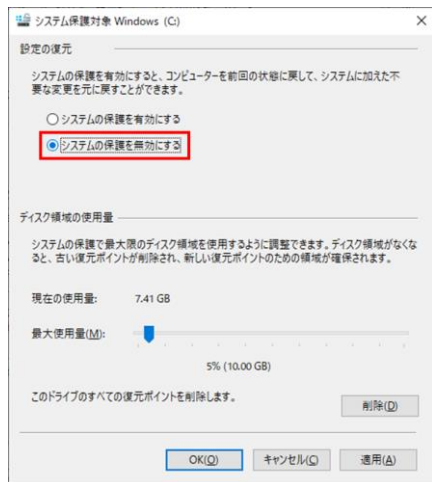 システム保護対象 Windows (C:)
設定の復元
システムの保護を有効にすると、コンピューターを前回の状態に戻して、システムに加えた不
要な変更を元に戻すことができます。
システムの保護を有効にする
システムの保護を無効にする
ディスク領域の使用量
システムの保護で最大限のディスク領域を使用するように調整できます。ディスク領域がなくな
ると、古い復元ポイントが削除され、新しい復元ポイントのための領域が確保されます。
現在の使用量: 7.41 GB
最大使用量(M):
5% (10.00 GB)
このドライブのすべての復元ポイントを削除します。
削除(D)
OK(O) キャンセル(C) 適用(A)